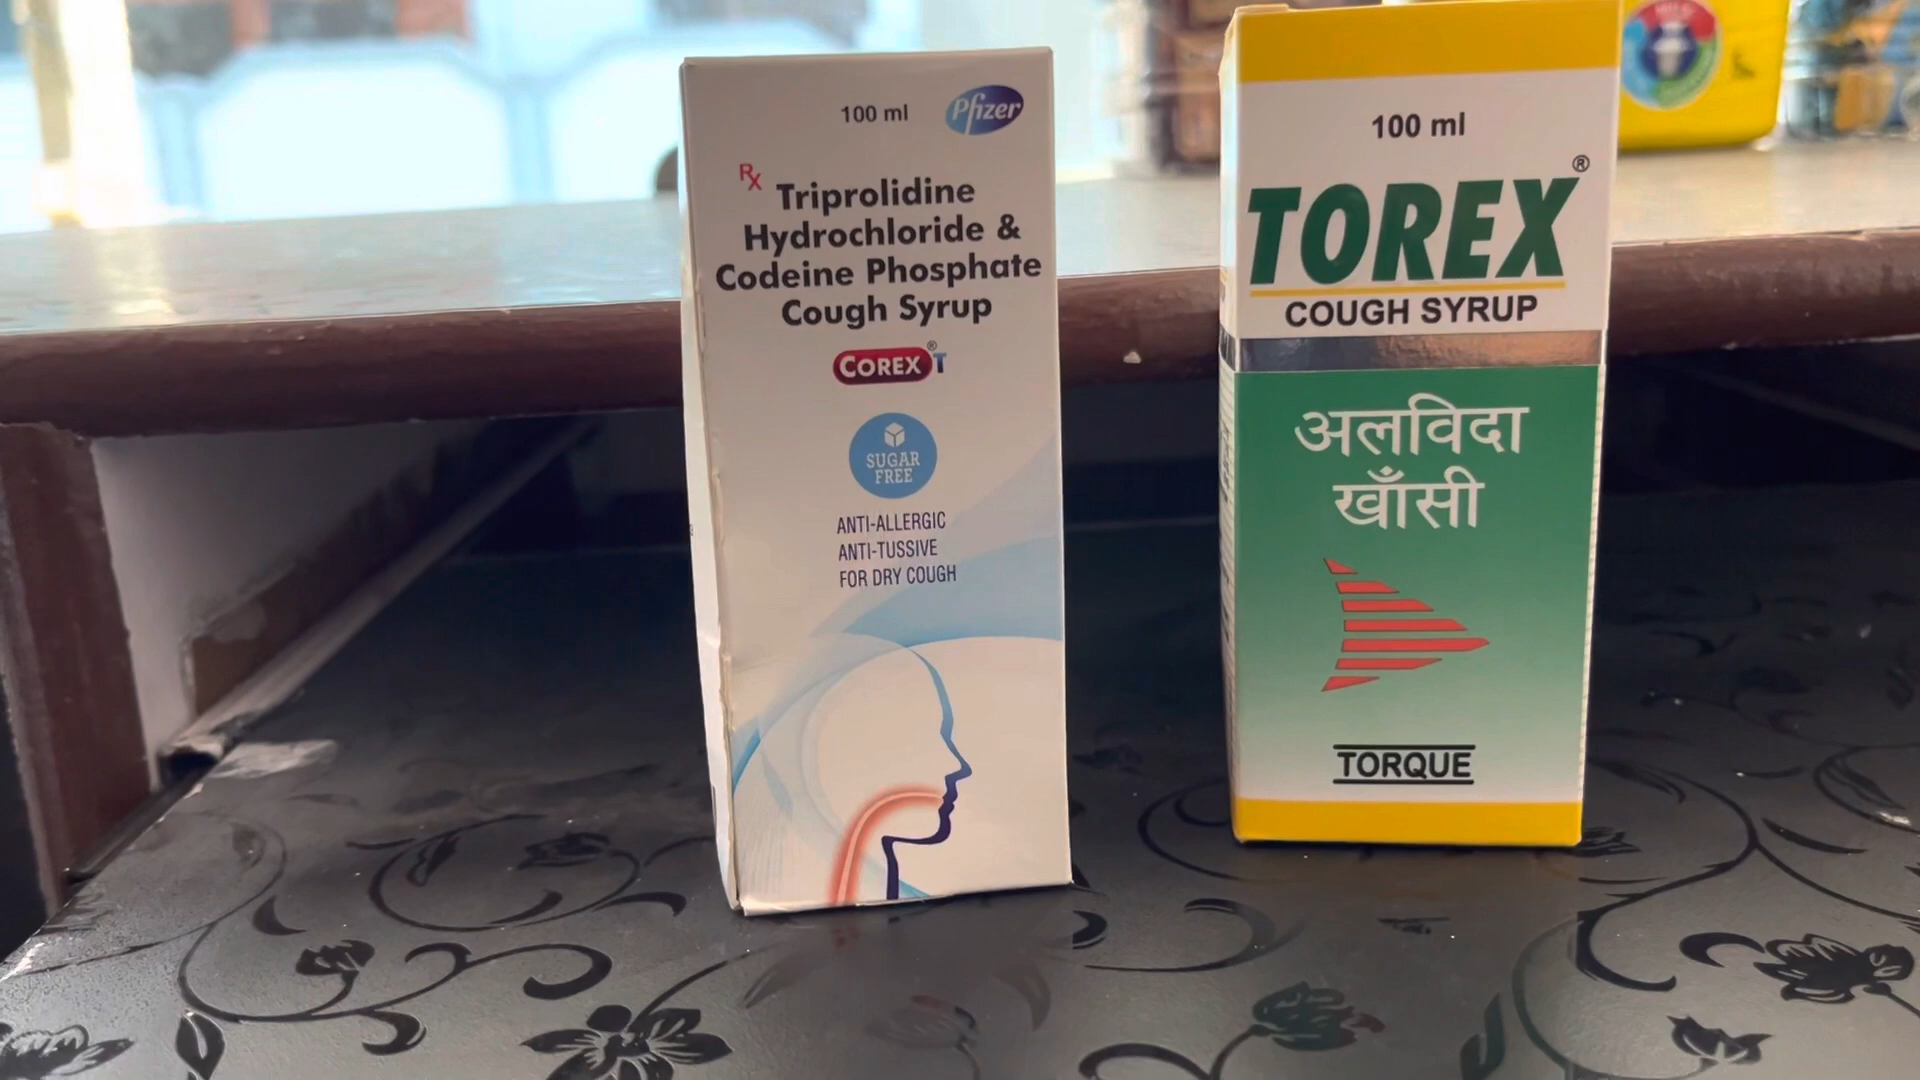 100 ml
Pfizer
Rx
Triprolidine
Hydrochloride &
Codeine Phosphate
Cough Syrup
COREX® T
SUGAR
FREE
ANTI-ALLERGIC
ANTI-TUSSIVE
FOR DRY COUGH
100 ml
TOREX®
COUGH SYRUP
अलविदा
खाँसी
TORQUE